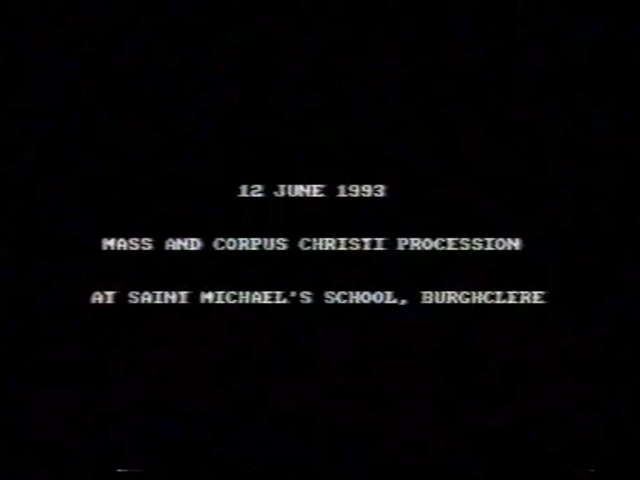 12 JUNE 1993
MASS AND CORPUS CHRISTI PROCESSION
AT SAINT MICHAEL'S SCHOOL, BURGHCLERE